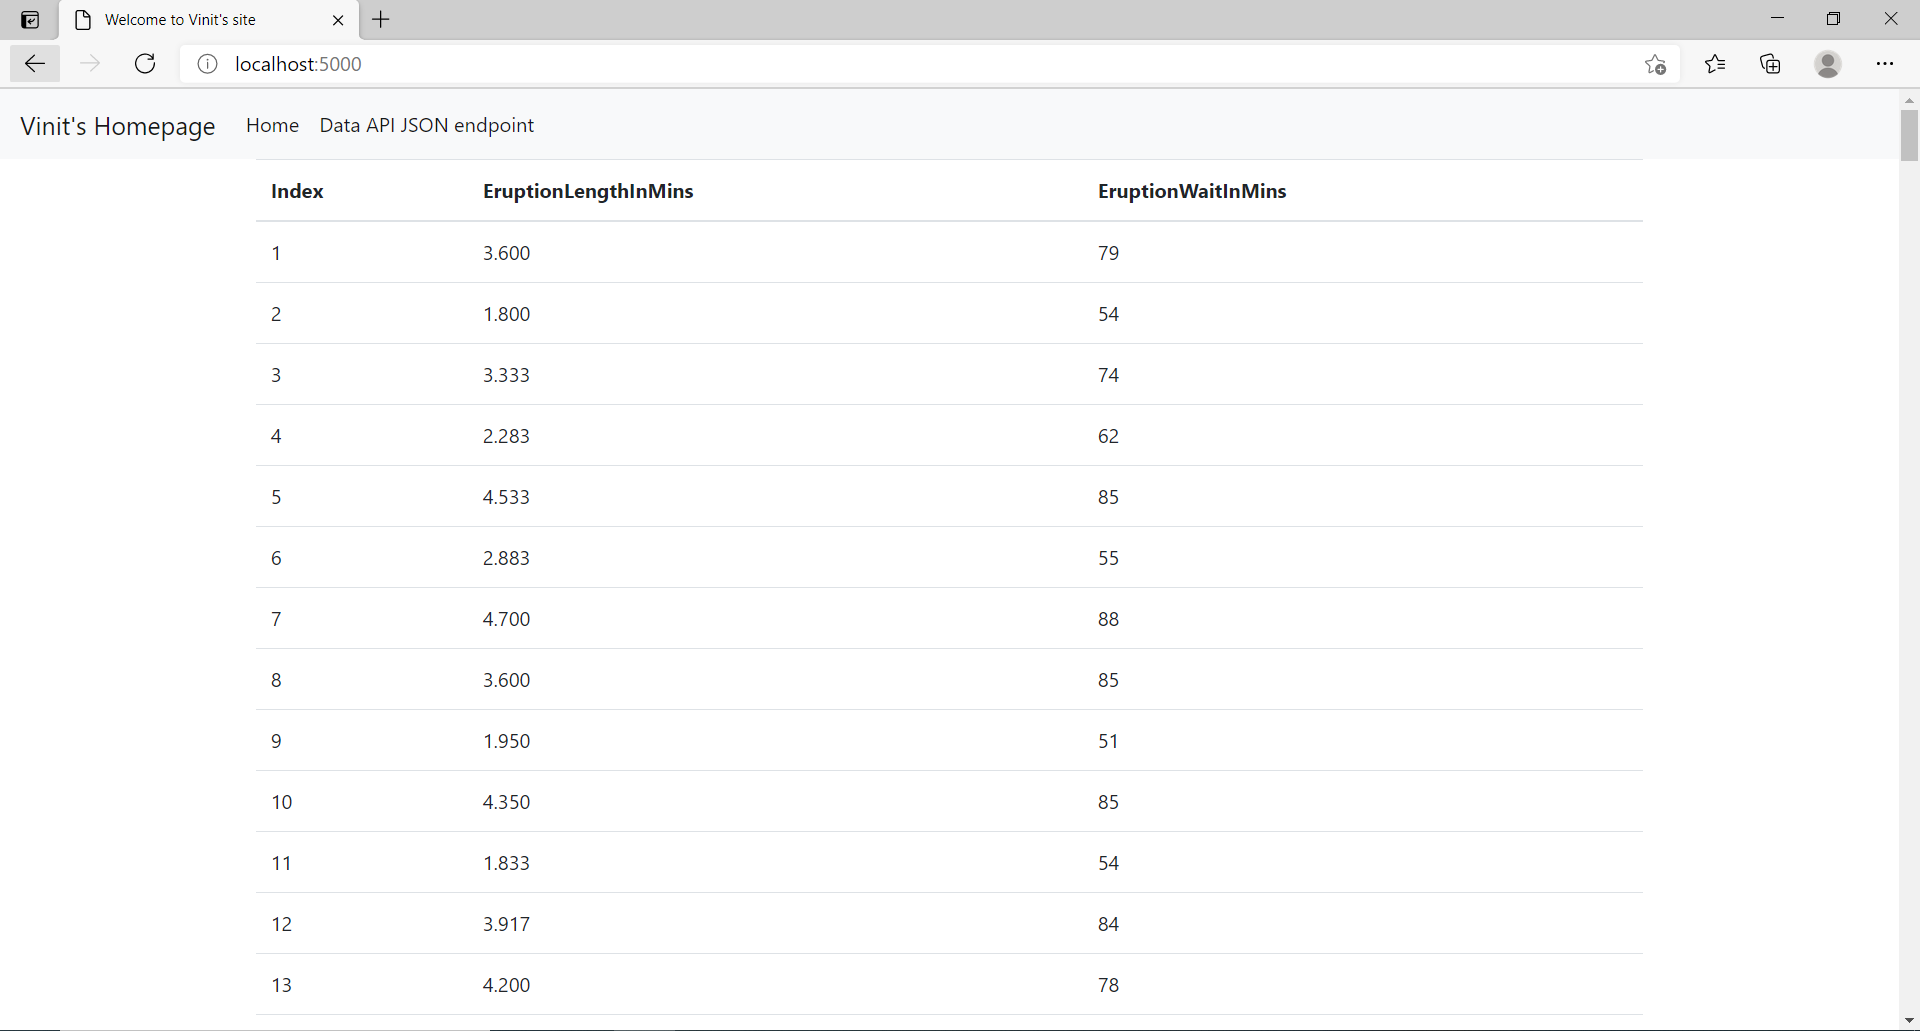 Welcome to Vinit's site
localhost:5000
Vinit's Homepage Home Data API JSON endpoint
Index EruptionLengthInMins EruptionWaitInMins
1 3.600 79
2 1.800 54
3 3.333 74
4 2.283 62
5 4.533 85
6 2.883 55
7 4.700 88
8 3.600 85
9 1.950 51
10 4.350 85
11 1.833 54
12 3.917 84
13 4.200 78